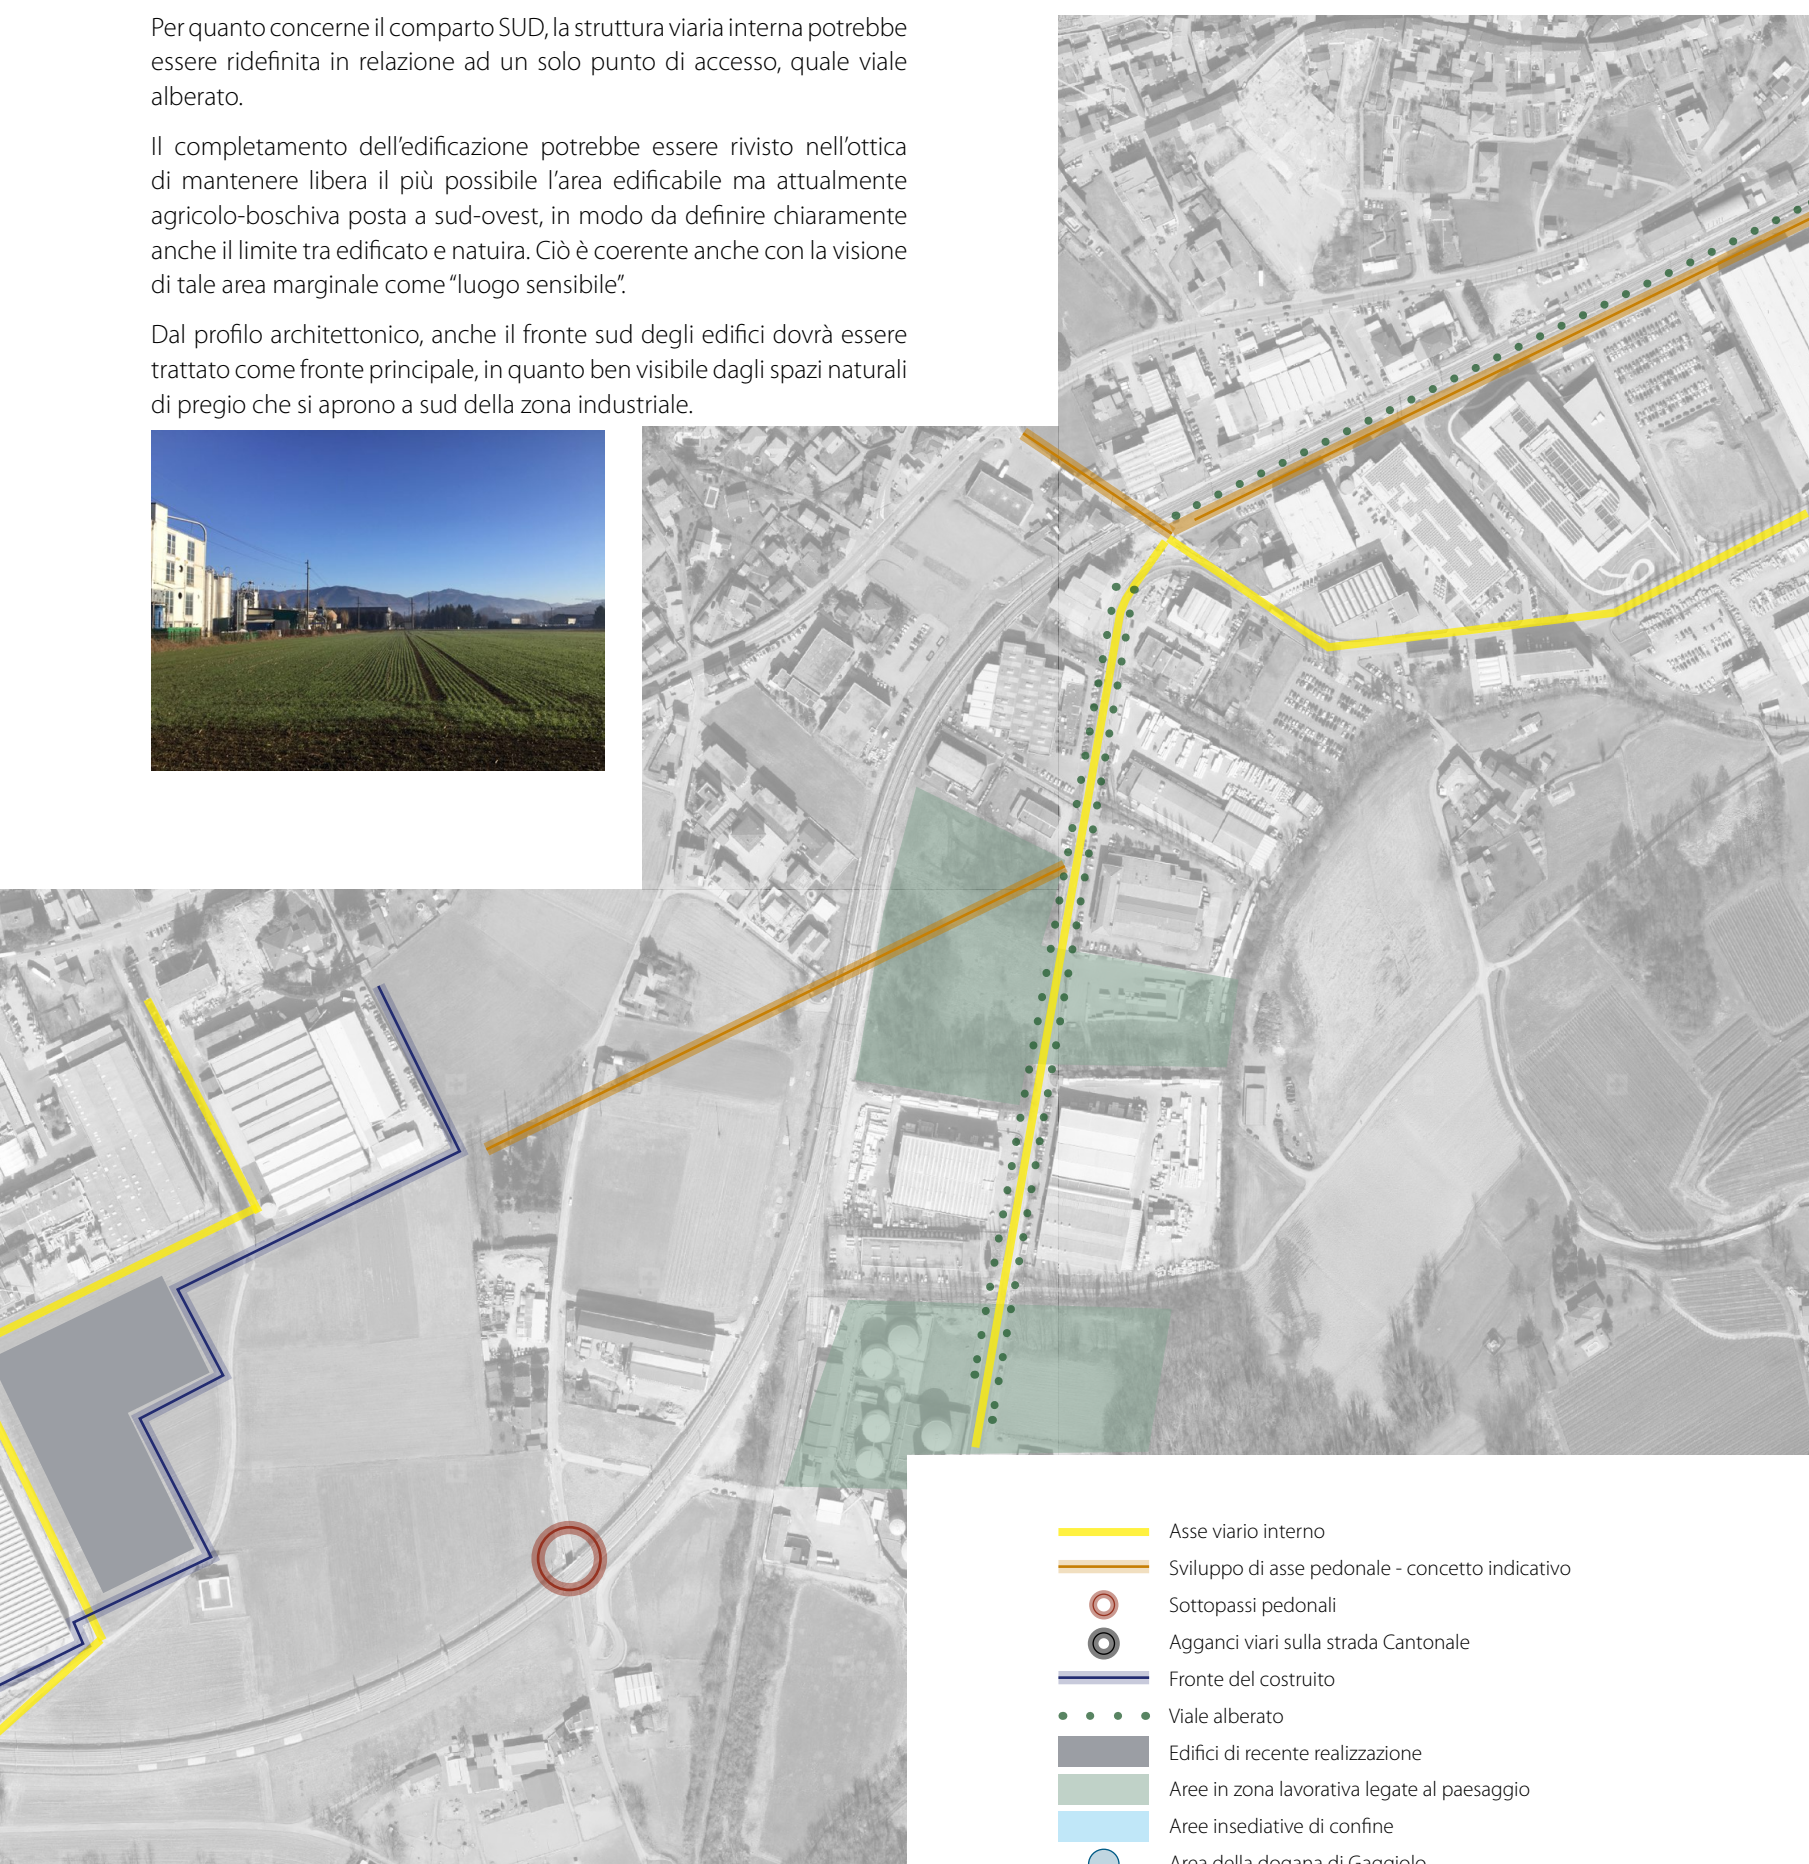 Per quanto concerne il comparto SUD, la struttura viaria interna potrebbe
essere ridefinita in relazione ad un solo punto di accesso, quale viale
alberato.
Il completamento dell’edificazione potrebbe essere rivisto nell’ottica
di mantenere libera il più possibile l’area edificabile ma attualmente
agricolo-boschiva posta a sud-ovest, in modo da definire chiaramente
anche il limite tra edificato e natuira. Ciò è coerente anche con la visione
di tale area marginale come “luogo sensibile”.
Dal profilo architettonico, anche il fronte sud degli edifici dovrà essere
trattato come fronte principale, in quanto ben visibile dagli spazi naturali
di pregio che si aprono a sud della zona industriale.
Asse viario interno
Sviluppo di asse pedonale - concetto indicativo
Sottopassi pedonali
Agganci viari sulla strada Cantonale
Fronte del costruito
Viale alberato
Edifici di recente realizzazione
Aree in zona lavorativa legate al paesaggio
Aree insediative di confine
Area della dogana di Gaggiolo